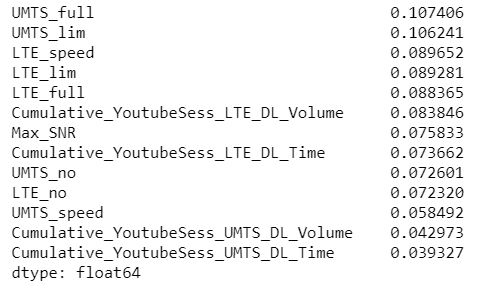 UMTS_full 0.107406
UMTS_lim 0.106241
LTE_speed 0.089652
LTE_lim 0.089281
LTE_full 0.088365
Cumulative_YoutubeSess_LTE_DL_Volume 0.083846
Max_SNR 0.075833
Cumulative_YoutubeSess_LTE_DL_Time 0.073662
UMTS_no 0.072601
LTE_no 0.072320
UMTS_speed 0.058492
Cumulative_YoutubeSess_UMTS_DL_Volume 0.042973
Cumulative_YoutubeSess_UMTS_DL_Time 0.039327
dtype: float64